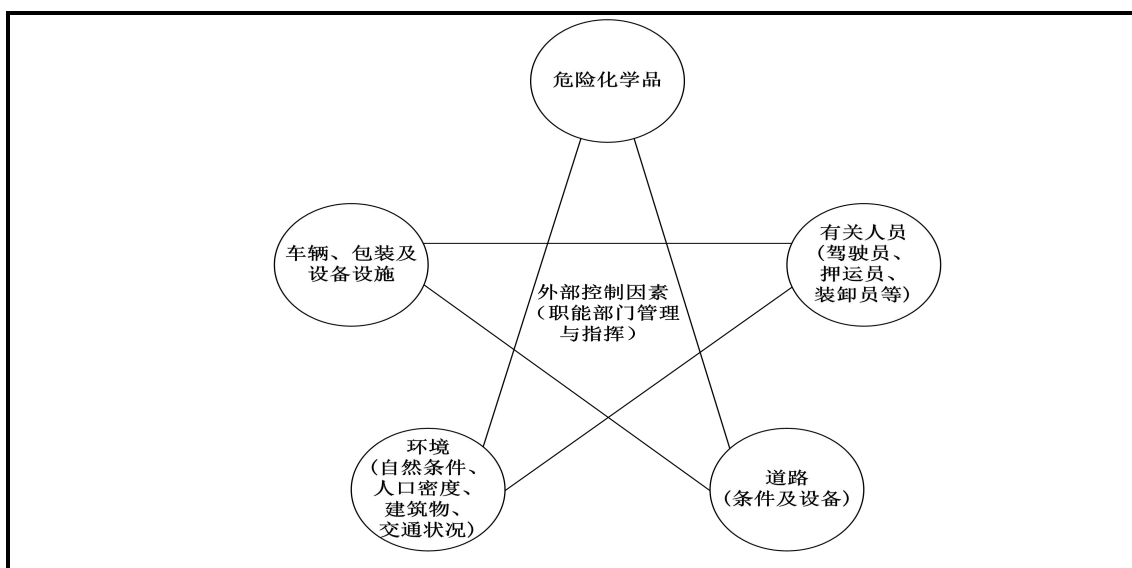 危险化学品
车辆、包装及
设备设施
有关人员
(驾驶员、
押运员、
装卸员等)
外部控制因素
（职能部门管理
与指挥）
环境
(自然条件、
人口密度、
建筑物、
交通状况)
道路
(条件及设备)